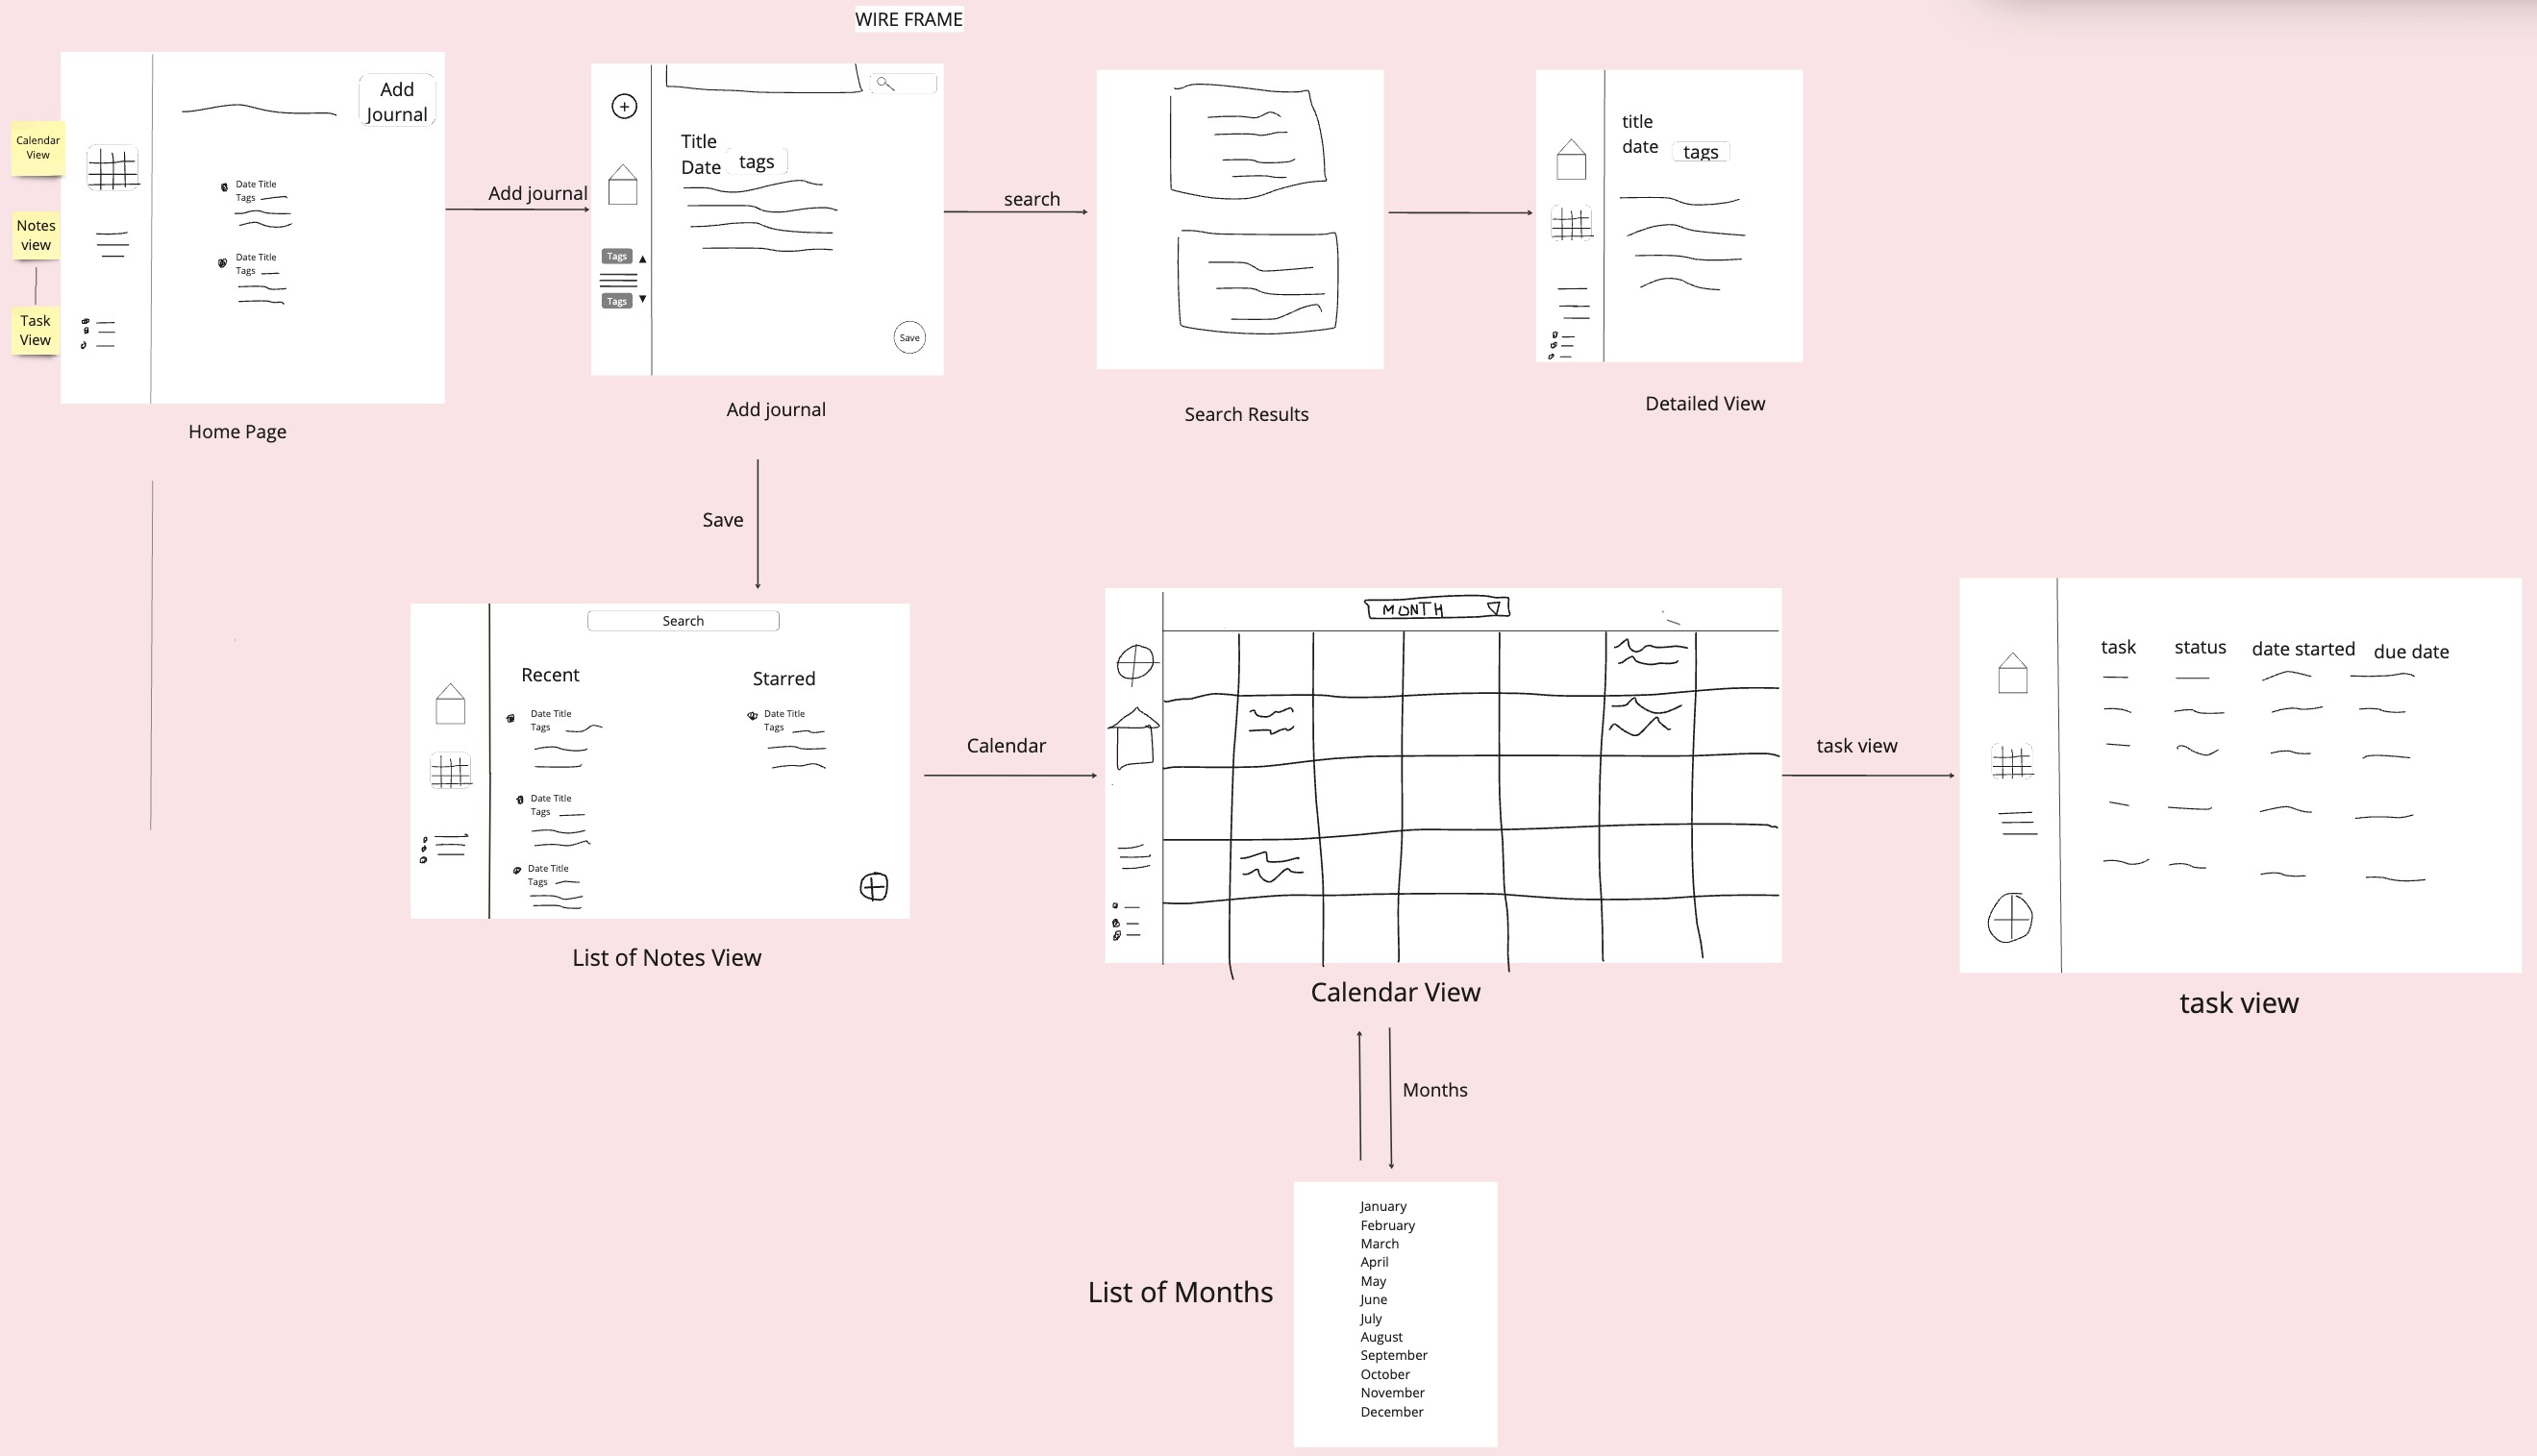 WIRE FRAME
Calendar
View
Notes
view
Task
View
Add
Journal
Date Title
Tags
Date Title
Tags
Home Page
Add journal
Title
Date
tags
Tags
Tags
Save
Add journal
search
Search Results
title
date
tags
Detailed View
Save
Search
Recent
Starred
Date Title
Tags
Date Title
Tags
Date Title
Tags
Date Title
Tags
List of Notes View
Calendar
MONTH
Calendar View
task view
task
status
date started
due date
task view
Months
List of Months
January
February
March
April
May
June
July
August
September
October
November
December